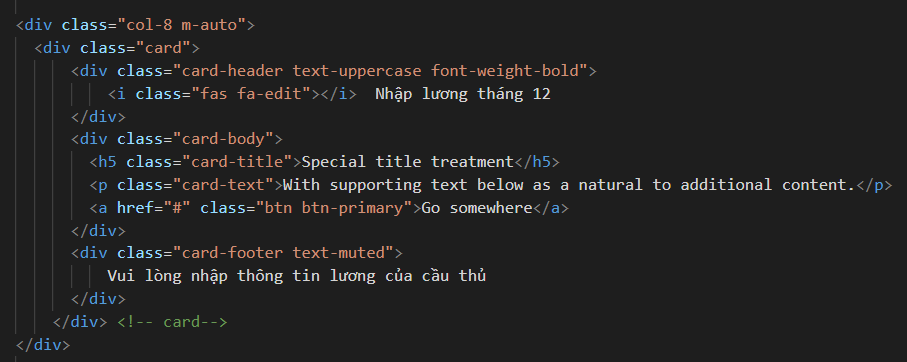 <div class="col-8 m-auto">
<div class="card">
<div class="card-header text-uppercase font-weight-bold">
<i class="fas fa-edit"></i>  Nhập lương tháng 12
</div>
<div class="card-body">
<h5 class="card-title">Special title treatment</h5>
<p class="card-text">With supporting text below as a natural to additional content.</p>
<a href="#" class="btn btn-primary">Go somewhere</a>
</div>
<div class="card-footer text-muted">
Vui lòng nhập thông tin lương của cầu thủ
</div>
</div> <!-- card-->
</div>